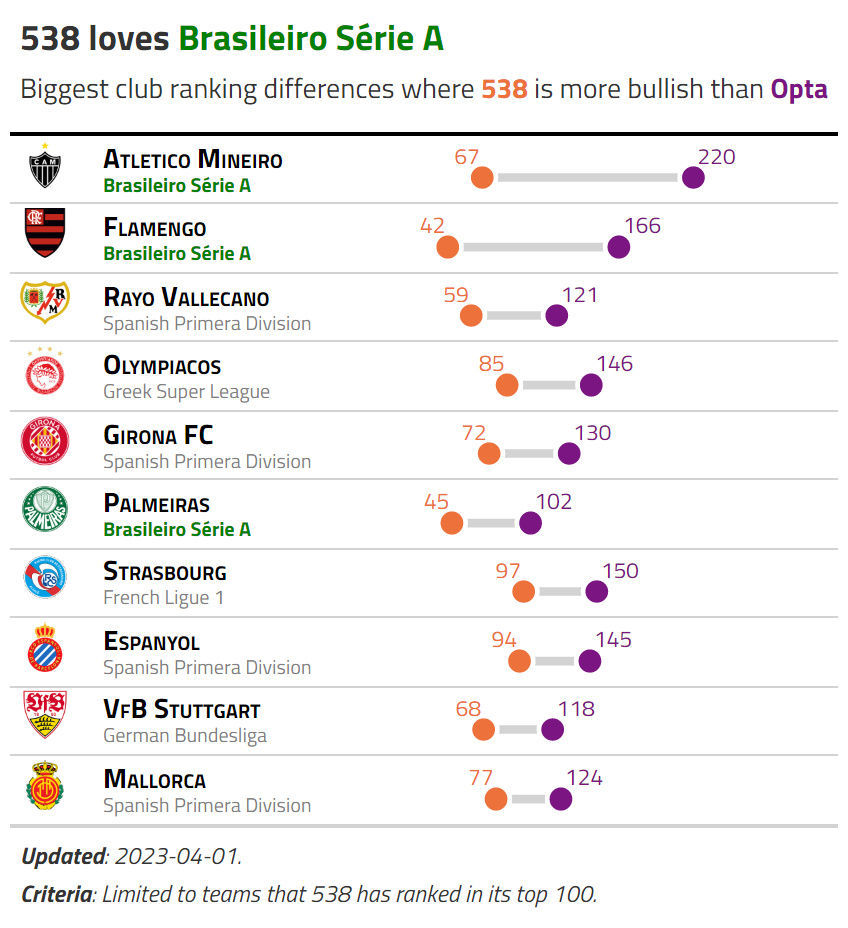 538 loves Brasileiro Série A
Biggest club ranking differences where 538 is more bullish than Opta
CAM
ATLETICO MINEIRO
Brasileiro Série A
67
220
FLAMENGO
Brasileiro Série A
42
166
RAYO VALLECANO
Spanish Primera Division
59
121
OLYMPIACOS
Greek Super League
85
146
GIRONA
GIRONA FC
Spanish Primera Division
72
130
PALMEIRAS
PALMEIRAS
Brasileiro Série A
45
102
STRASBOURG
French Ligue 1
97
150
ESPANYOL
Spanish Primera Division
94
145
VFB STUTTGART
German Bundesliga
68
118
MALLORCA
Spanish Primera Division
77
124
Updated: 2023-04-01.
Criteria: Limited to teams that 538 has ranked in its top 100.